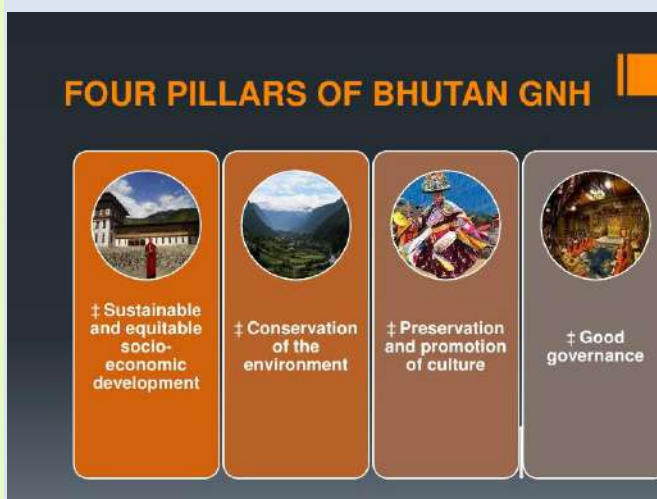 FOUR PILLARS OF BHUTAN GNH
‡ Sustainable
and equitable
socio-
economic
development
‡ Conservation
of the
environment
‡ Preservation
and promotion
of culture
‡ Good
governance